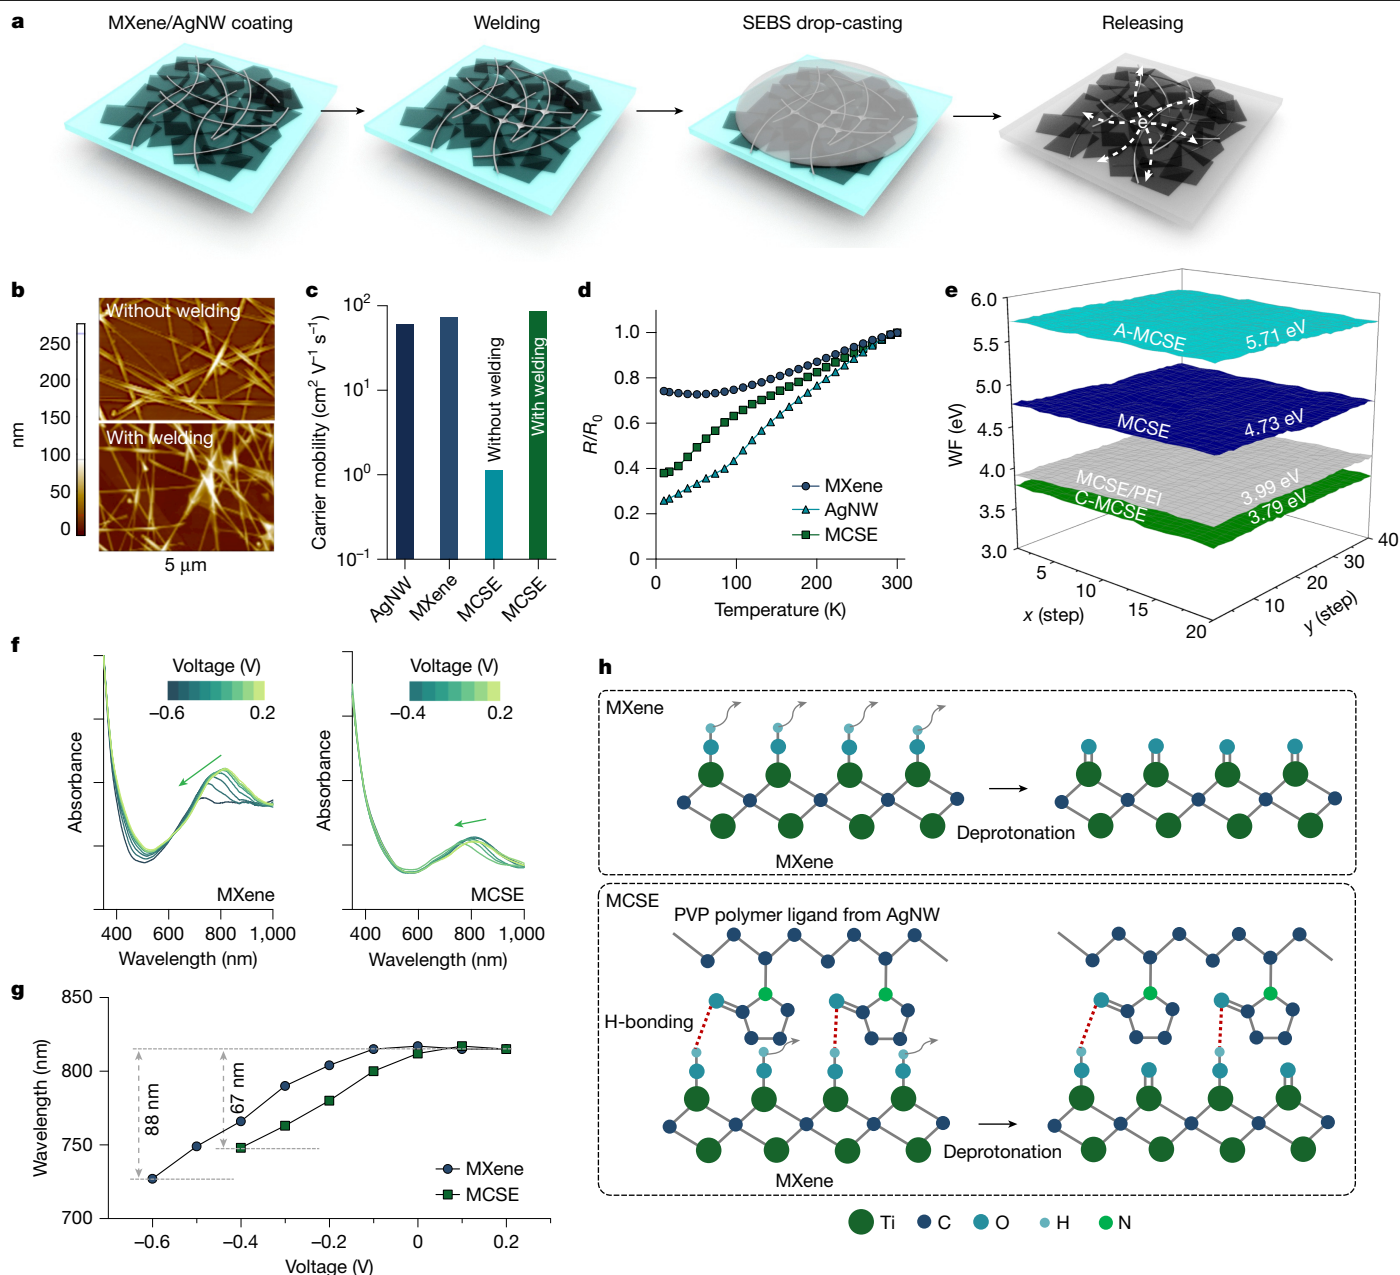 a
MXene/AgNW coating
Welding
SEBS drop-casting
Releasing
e
b
Without welding
With welding
250
200
150
100
50
0
nm
5 μm
c
Carrier mobility (cm² V⁻¹ s⁻¹)
10²
10¹
10⁰
10⁻¹
Without welding
With welding
AgNW
MXene
MCSE
MCSE
d
R/R₀
1.0
0.8
0.6
0.4
0.2
0
MXene
AgNW
MCSE
0
100
200
300
Temperature (K)
e
WF (eV)
6.0
5.5
5.0
4.5
4.0
3.5
3.0
A-MCSE
5.71 eV
MCSE
4.73 eV
MCSE/PEI
3.99 eV
C-MCSE
3.79 eV
5
10
15
20
x (step)
10
20
30
40
y (step)
f
Voltage (V)
−0.6
0.2
Absorbance
MXene
400
600
800
1,000
Wavelength (nm)
Voltage (V)
−0.4
0.2
Absorbance
MCSE
400
600
800
1,000
Wavelength (nm)
g
Wavelength (nm)
850
800
750
700
88 nm
67 nm
MXene
MCSE
−0.6
−0.4
−0.2
0
0.2
Voltage (V)
h
MXene
Deprotonation
MXene
MCSE
PVP polymer ligand from AgNW
H-bonding
Deprotonation
MXene
Ti
C
O
H
N